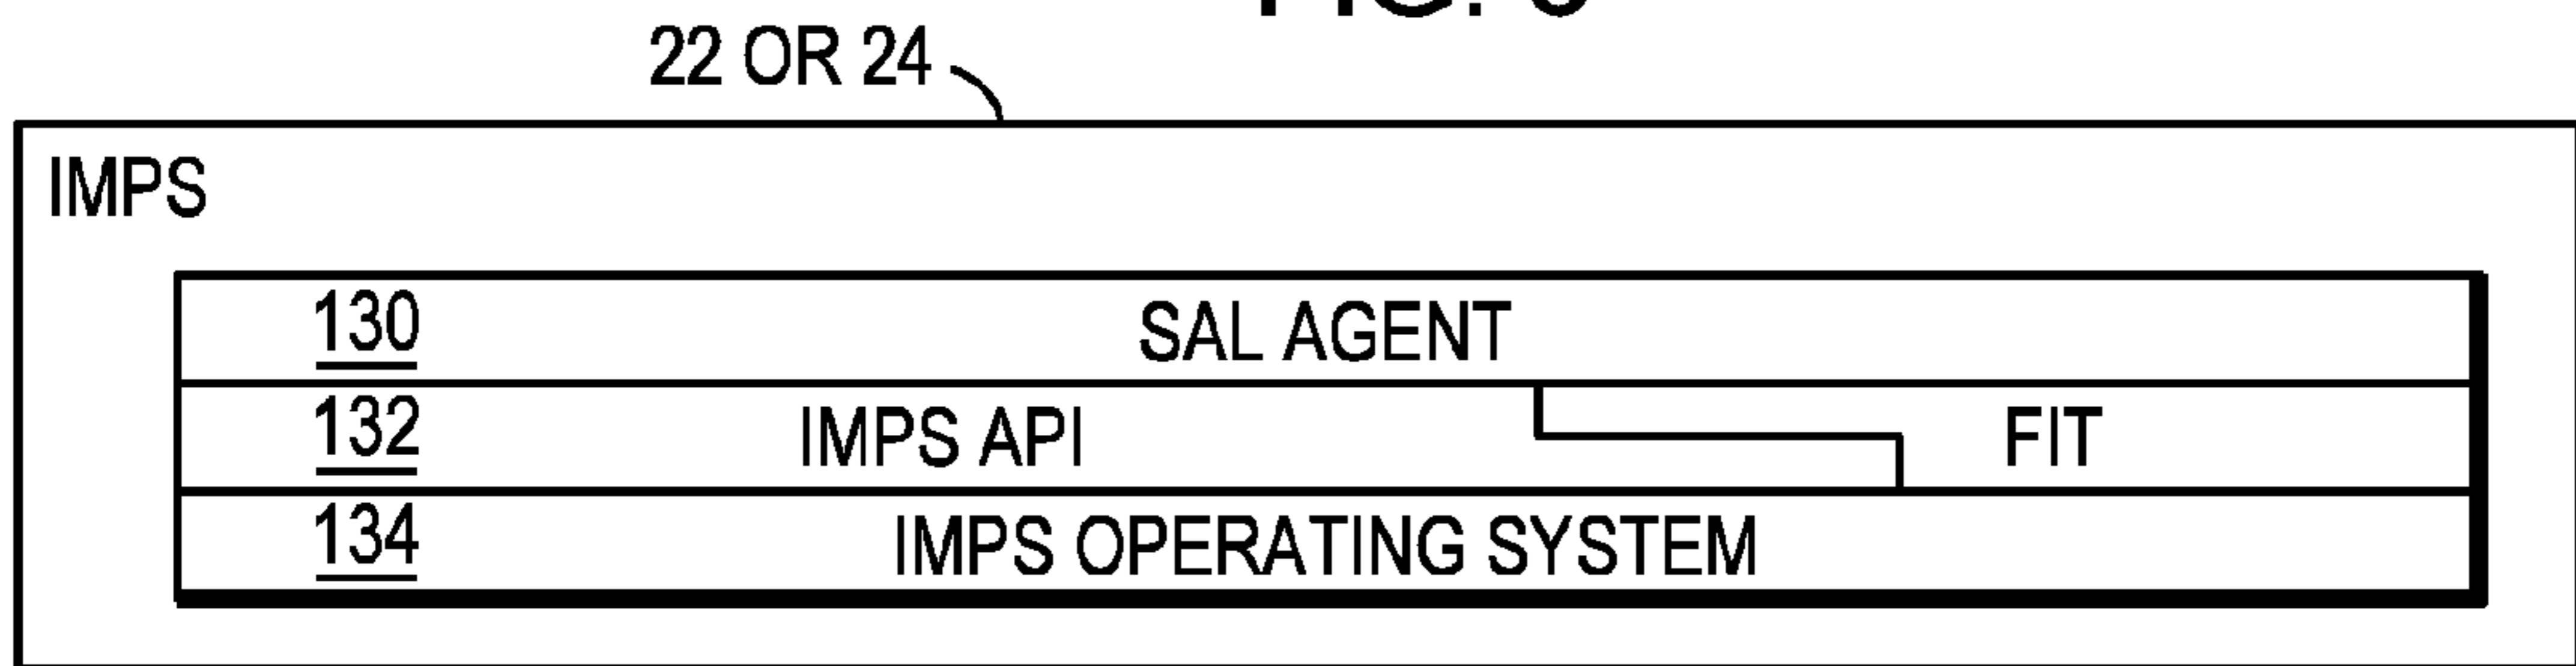 22 OR 24
IMPS
130 SAL AGENT
132 IMPS API FIT
134 IMPS OPERATING SYSTEM